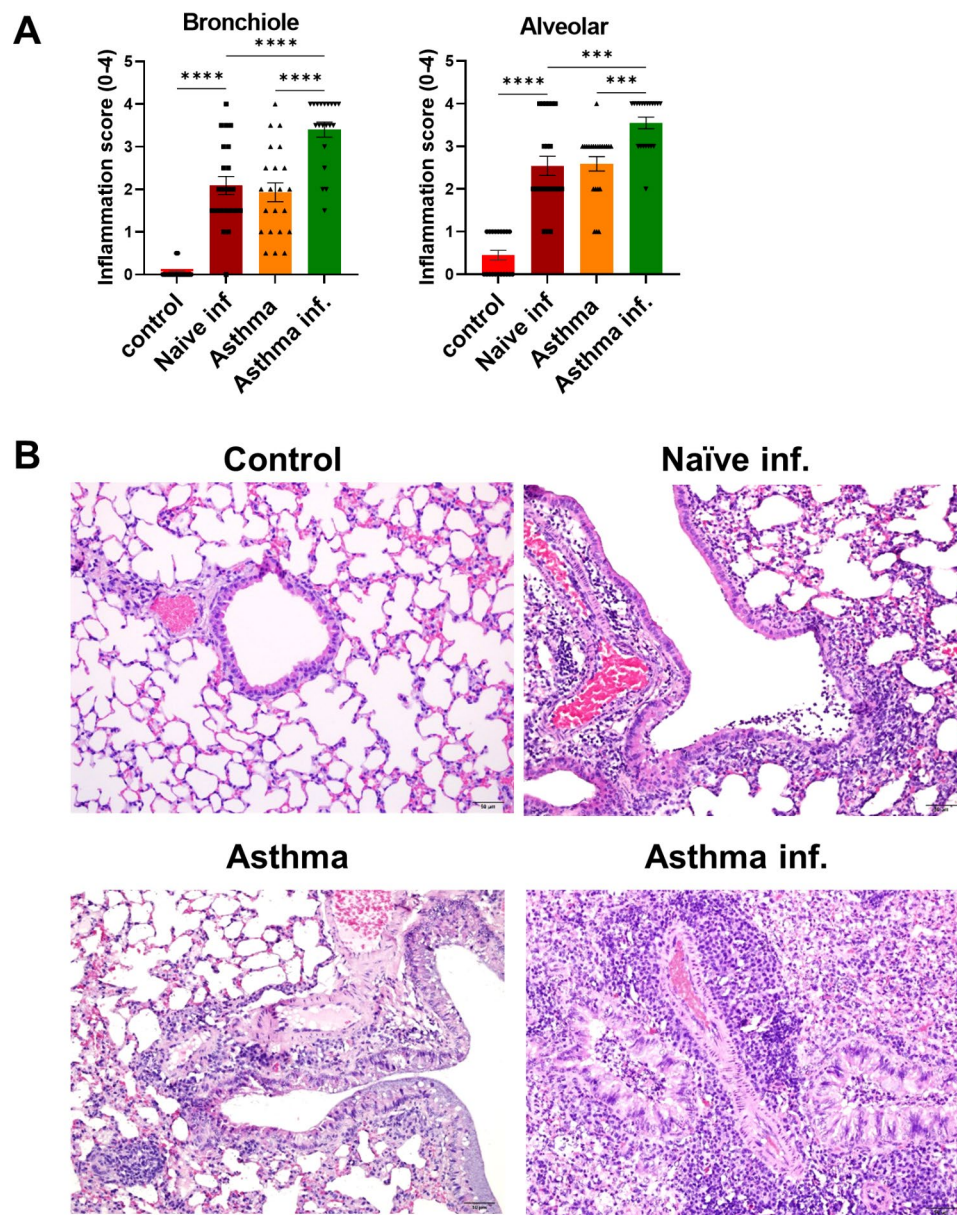 A
Bronchiole
Inflammation score (0-4)
5
4
3
2
1
0
****
****
****
control
Naive inf
Asthma
Asthma inf.
Alveolar
Inflammation score (0-4)
5
4
3
2
1
0
***
****
***
control
Naive inf
Asthma
Asthma inf.
B
Control
Naïve inf.
50 µm
Asthma
Asthma inf.